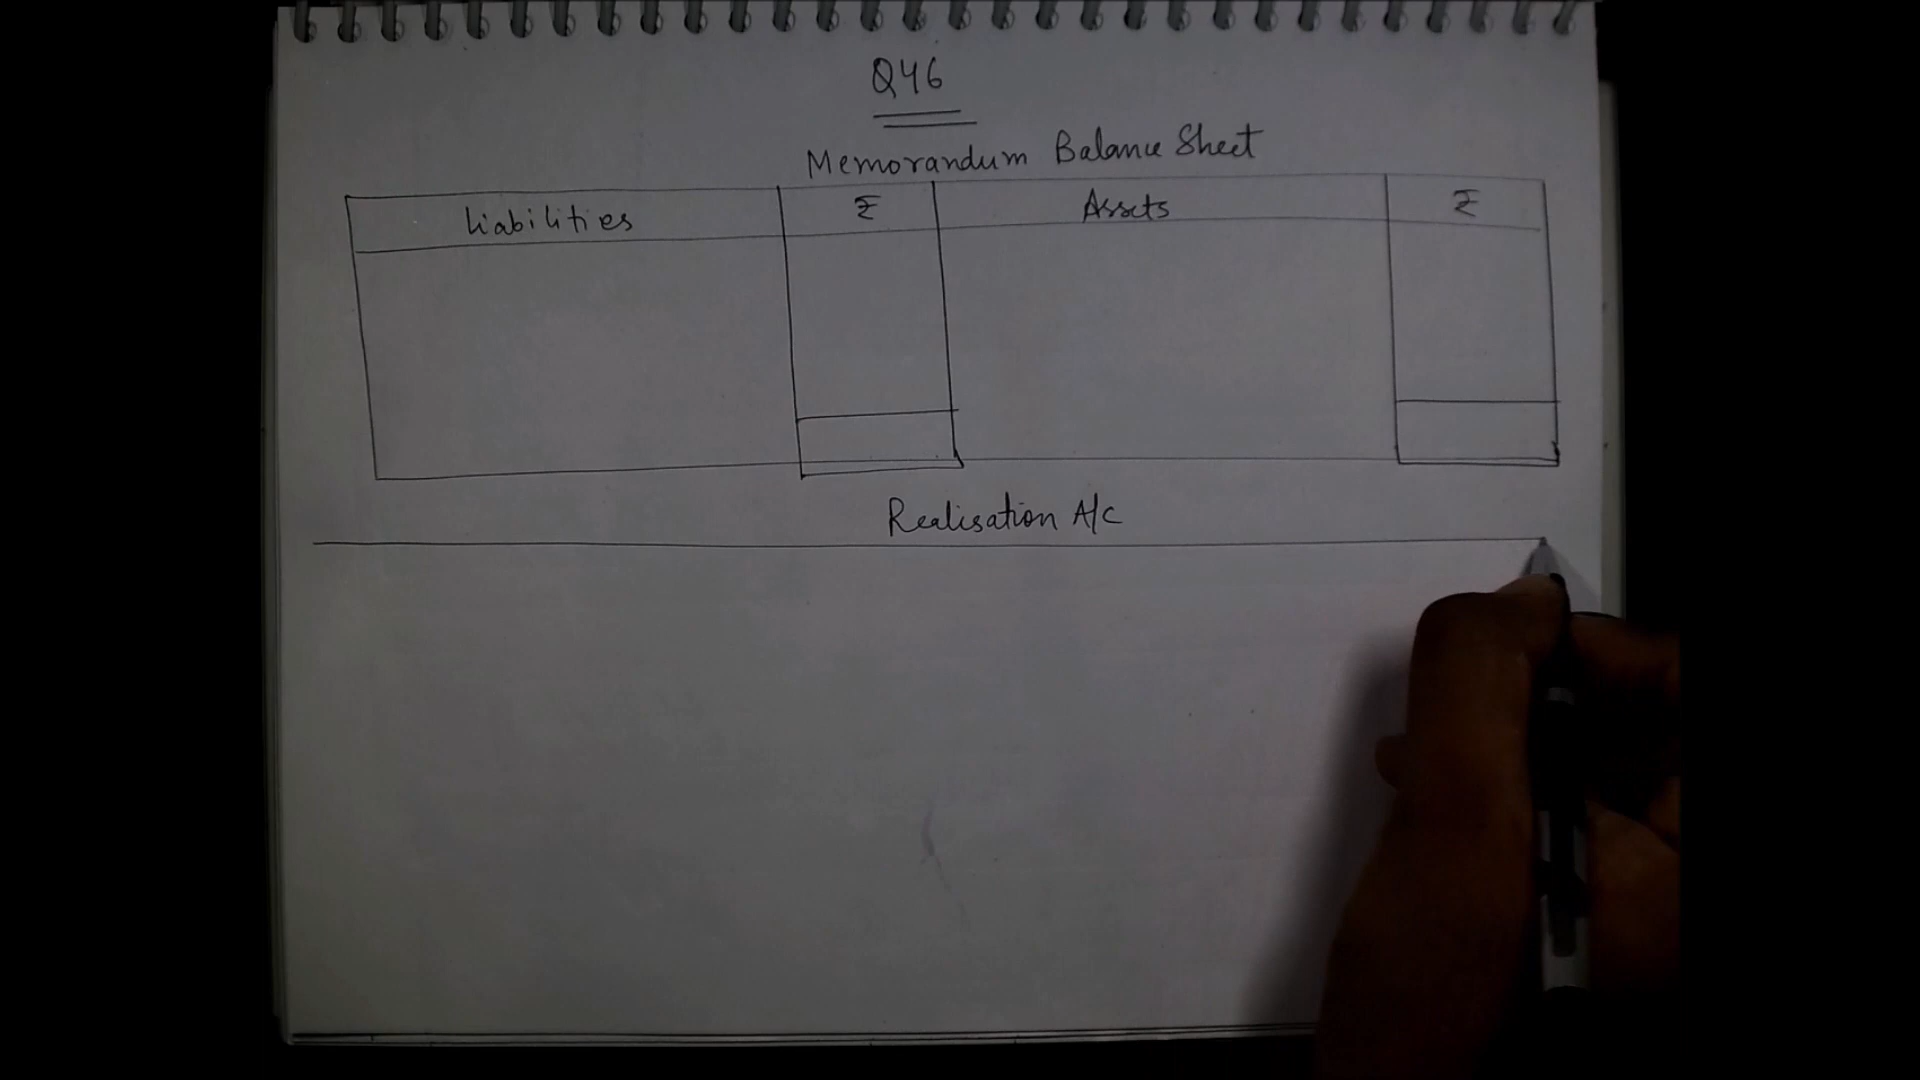 Q46
Memorandum Balance Sheet
Liabilities ₹ Assets ₹
Realisation A/c